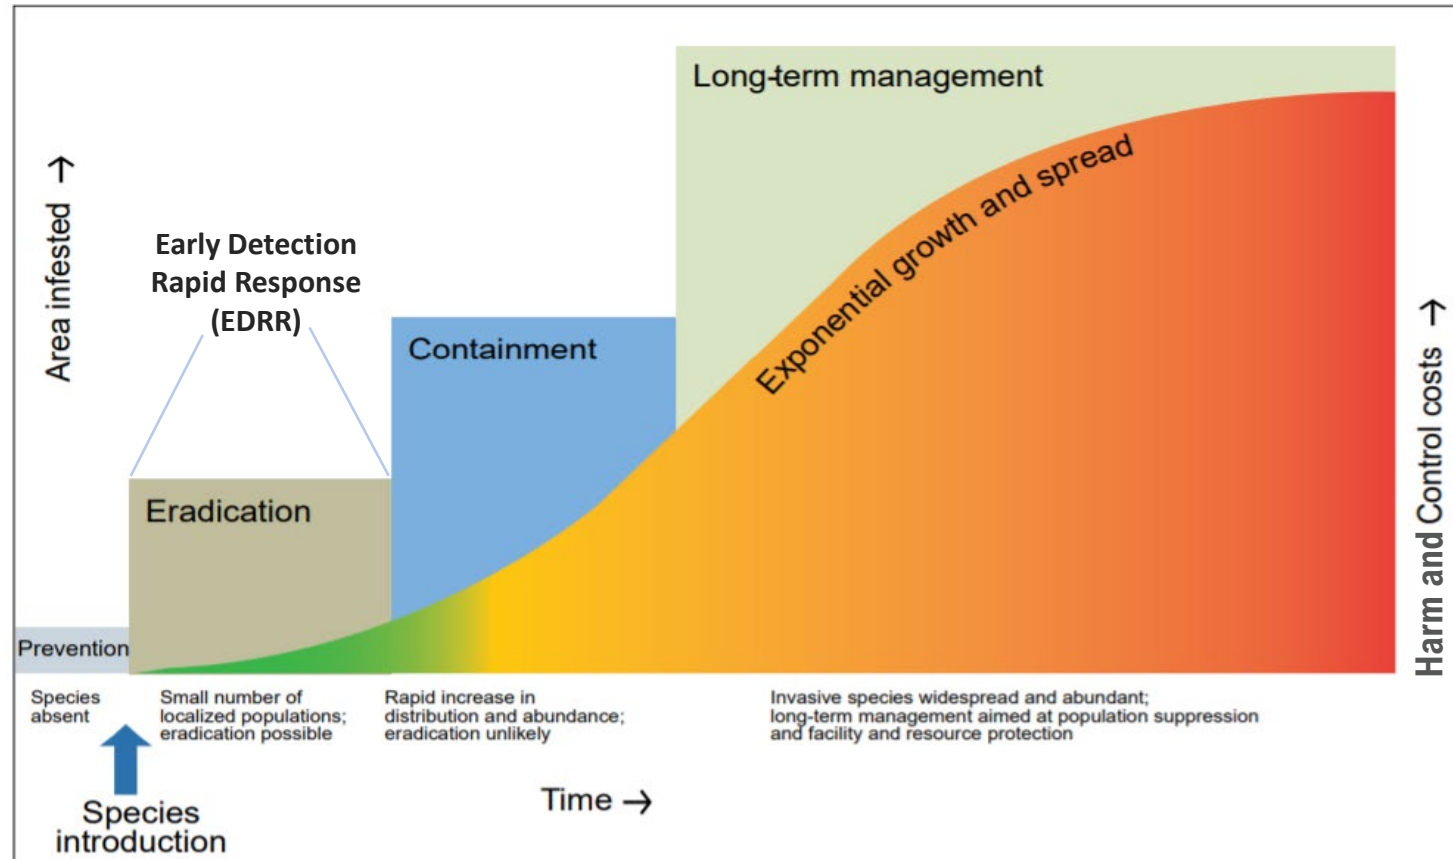 Long-term management
Area infested →
Early Detection
Rapid Response
(EDRR)
Exponential growth and spread
Containment
Harm and Control costs →
Eradication
Prevention
Species
absent
Small number of
localized populations;
eradication possible
Rapid increase in
distribution and abundance;
eradication unlikely
Invasive species widespread and abundant;
long-term management aimed at population suppression
and facility and resource protection
Time →
Species
introduction